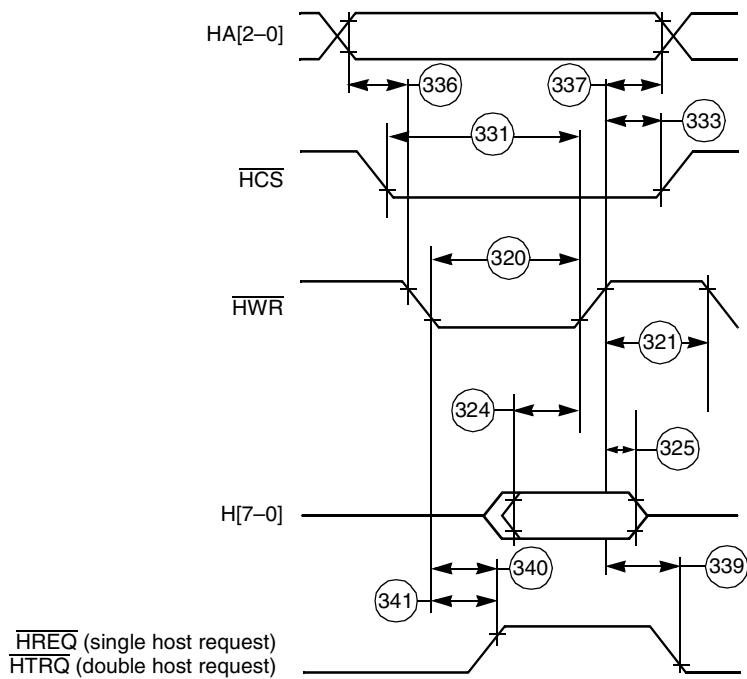 HA[2–0]
336
337
331
333
HCS
320
HWR
321
324
325
H[7–0]
340
339
341
HREQ (single host request)
HTRQ (double host request)